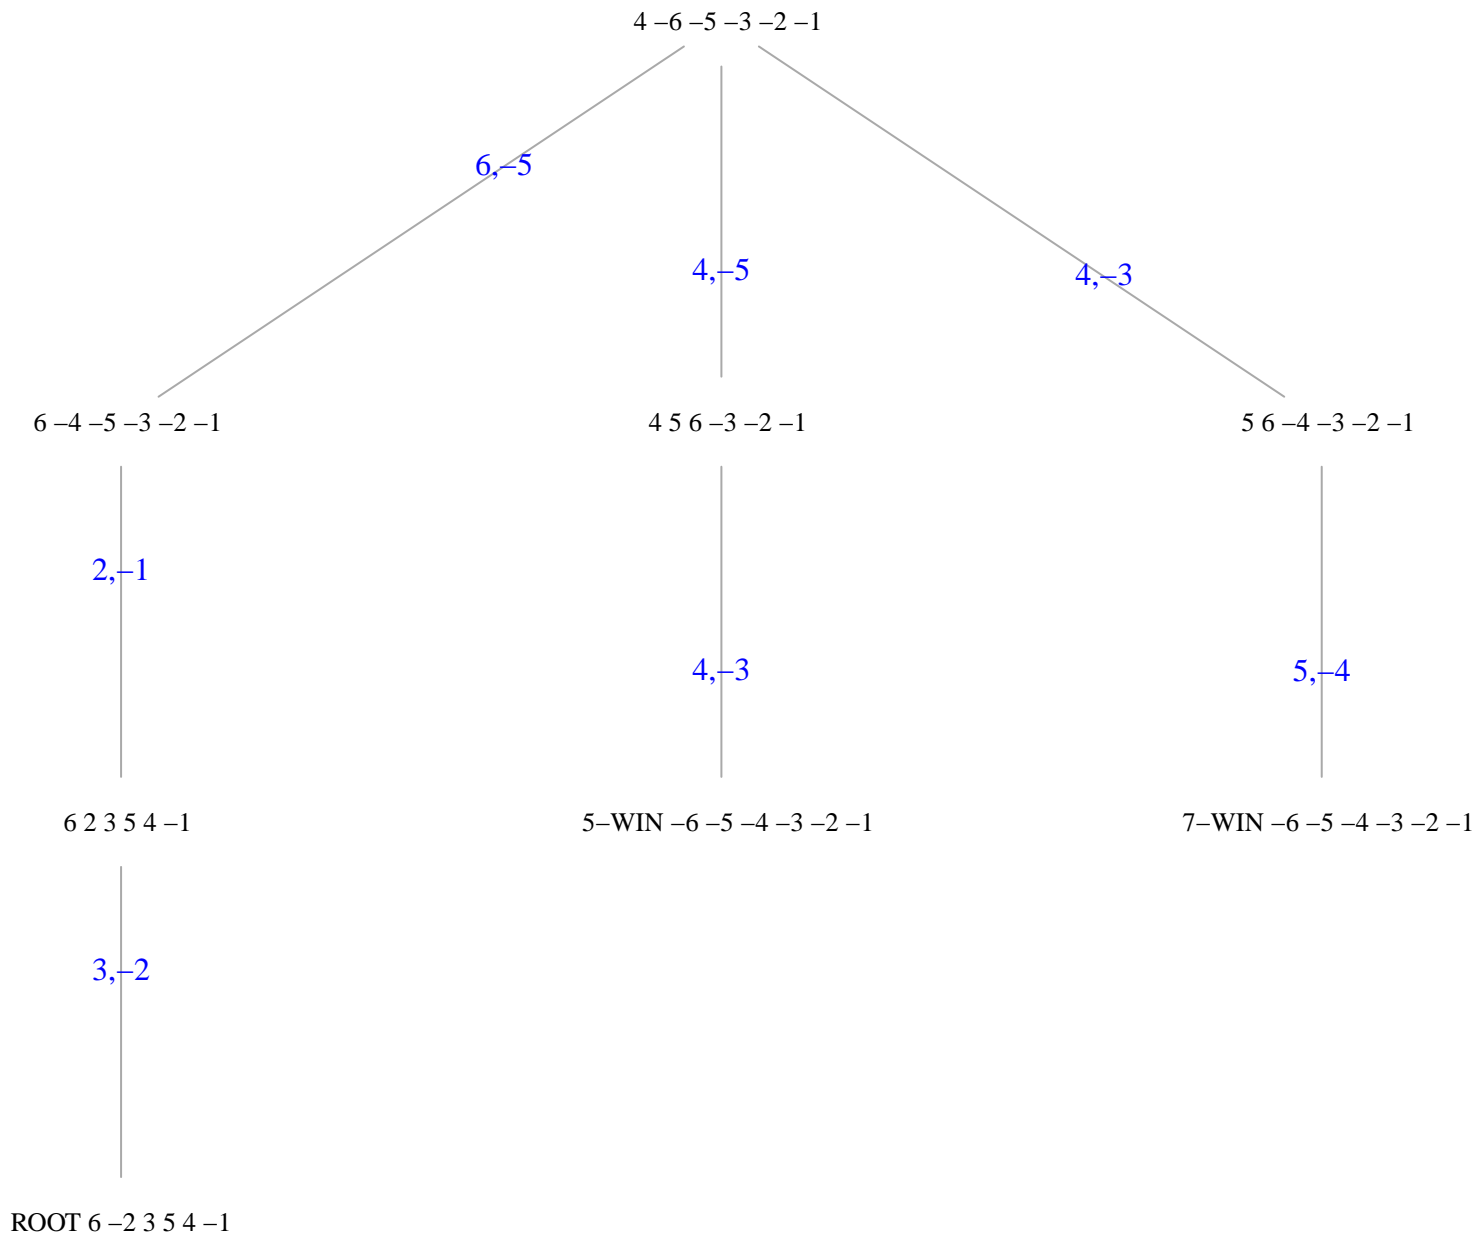 4 –6 –5 –3 –2 –1
6,–5
4,–5
4,–3
6 –4 –5 –3 –2 –1
4 5 6 –3 –2 –1
5 6 –4 –3 –2 –1
2,–1
4,–3
5,–4
6 2 3 5 4 –1
5–WIN –6 –5 –4 –3 –2 –1
7–WIN –6 –5 –4 –3 –2 –1
3,–2
ROOT 6 –2 3 5 4 –1